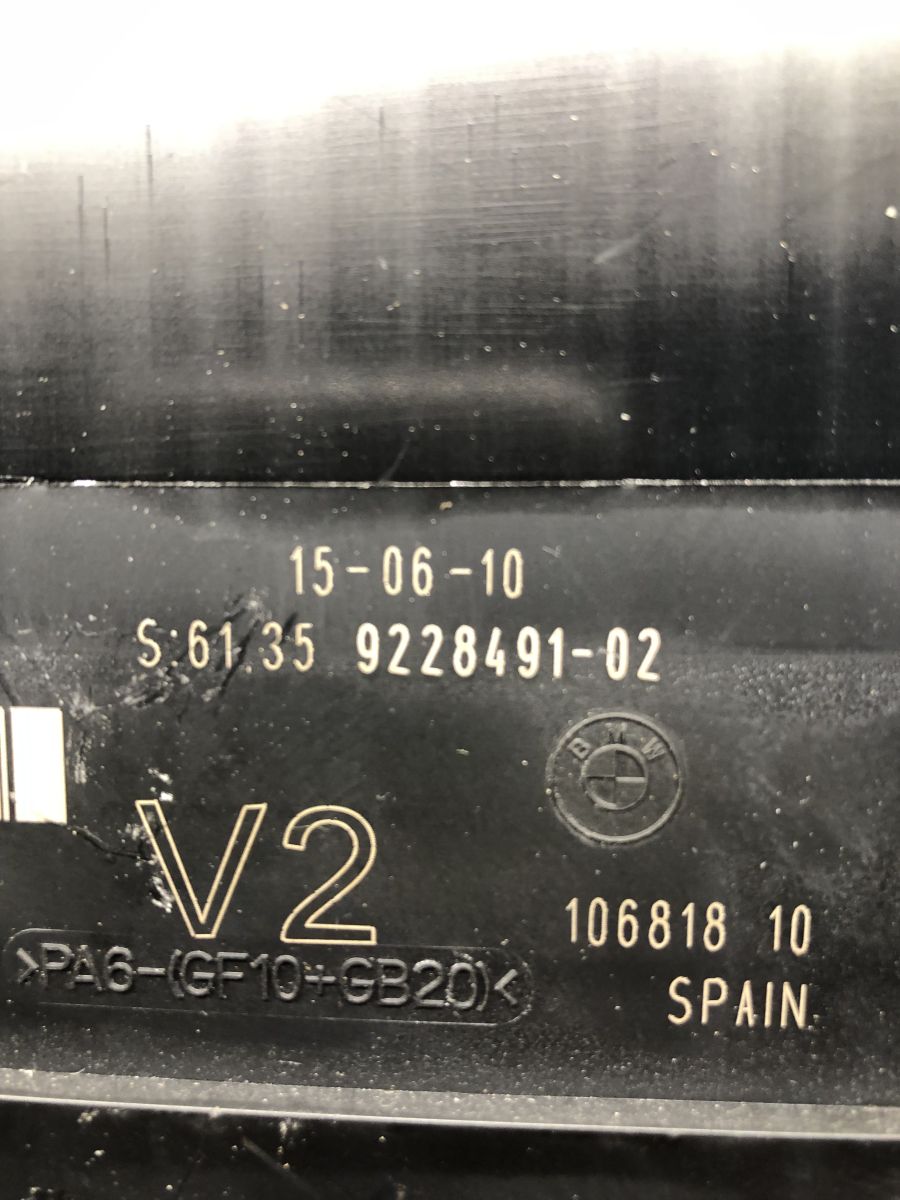 15-06-10
S:61.35 9228491-02
BMW
V2
106818 10
>PA6-(GF10+GB20)<
SPAIN